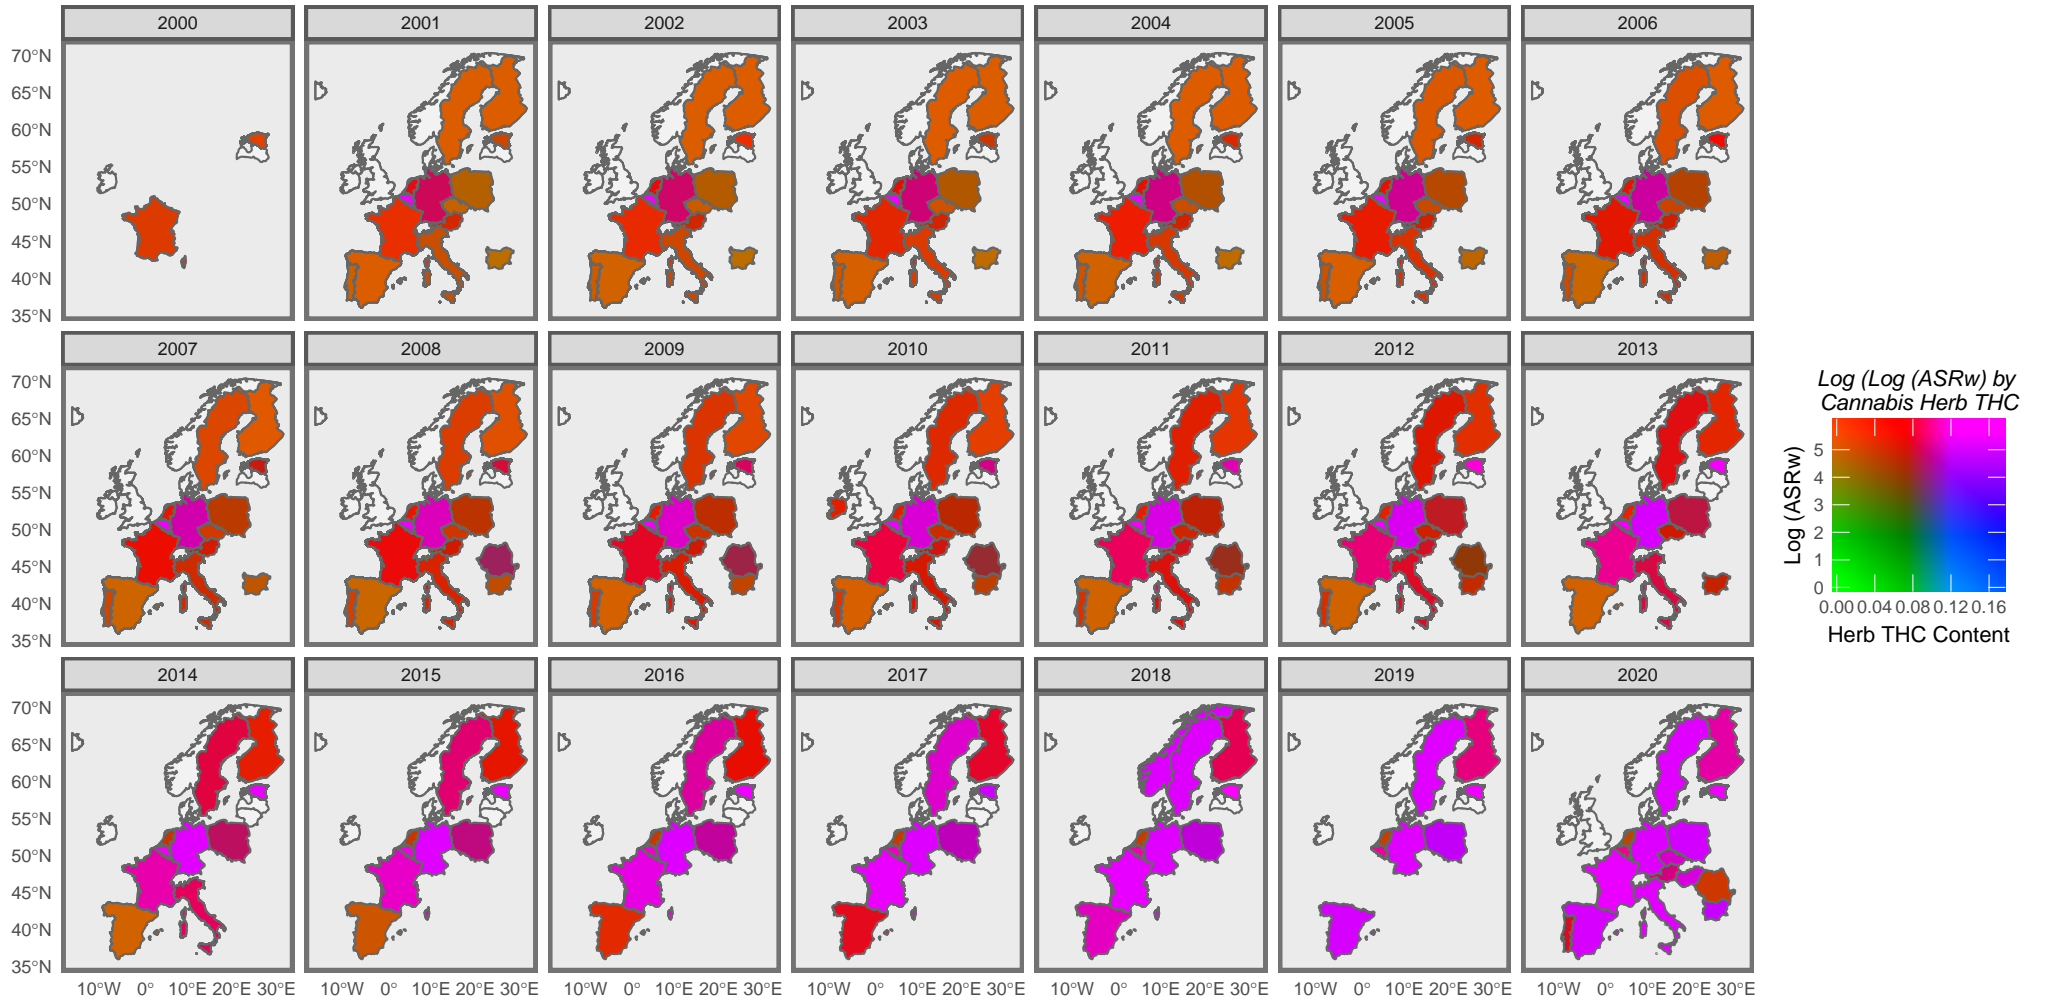 2000 2001 2002 2003 2004 2005 2006
70°N
65°N
60°N
55°N
50°N
45°N
40°N
35°N
2007 2008 2009 2010 2011 2012 2013
70°N
65°N
60°N
55°N
50°N
45°N
40°N
35°N
Log (Log (ASRw) by
Cannabis Herb THC
Log (ASRw)
5
4
3
2
1
0
0.00 0.04 0.08 0.12 0.16
Herb THC Content
2014 2015 2016 2017 2018 2019 2020
70°N
65°N
60°N
55°N
50°N
45°N
40°N
35°N
10°W 0° 10°E 20°E 30°E 10°W 0° 10°E 20°E 30°E 10°W 0° 10°E 20°E 30°E 10°W 0° 10°E 20°E 30°E 10°W 0° 10°E 20°E 30°E 10°W 0° 10°E 20°E 30°E 10°W 0° 10°E 20°E 30°E